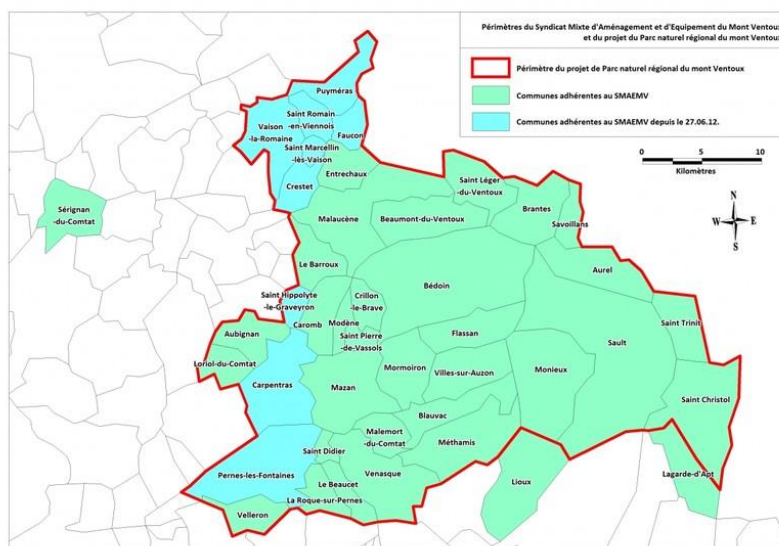 Périmètres du Syndicat Mixte d'Aménagement et d'Equipement du Mont Ventoux
et du projet du Parc naturel régional du mont Ventoux
Périmètre du projet de Parc naturel régional du mont Ventoux
Communes adhérentes au SMAEMV
Communes adhérentes au SMAEMV depuis le 27.06.12.
0 5 10
Kilomètres
N
W E
S
Puyméras
Saint Romain
-en-Viennois
Vaison
-la-Romaine
Faucon
Saint Marcellin
-lès-Vaison
Entrechaux
Crestet
Saint Léger
-du-Ventoux
Brantes
Savoillans
Sérignan
-du-Comtat
Malaucène
Beaumont-du-Ventoux
Le Barroux
Aurel
Bédoin
Saint Hippolyte
-le-Graveyron
Crillon
-le-Brave
Caromb
Modène
Saint Trinit
Aubignan
Saint Pierre
-de-Vassols
Flassan
Sault
Loriol-du-Comtat
Mormoiron
Monieux
Villes-sur-Auzon
Carpentras
Mazan
Saint Christol
Blauvac
Malemort
-du-Comtat
Méthamis
Saint Didier
Pernes-les-Fontaines
Venasque
Lagarde-d'Apt
Le Beaucet
Lioux
La Roque-sur-Pernes
Velleron